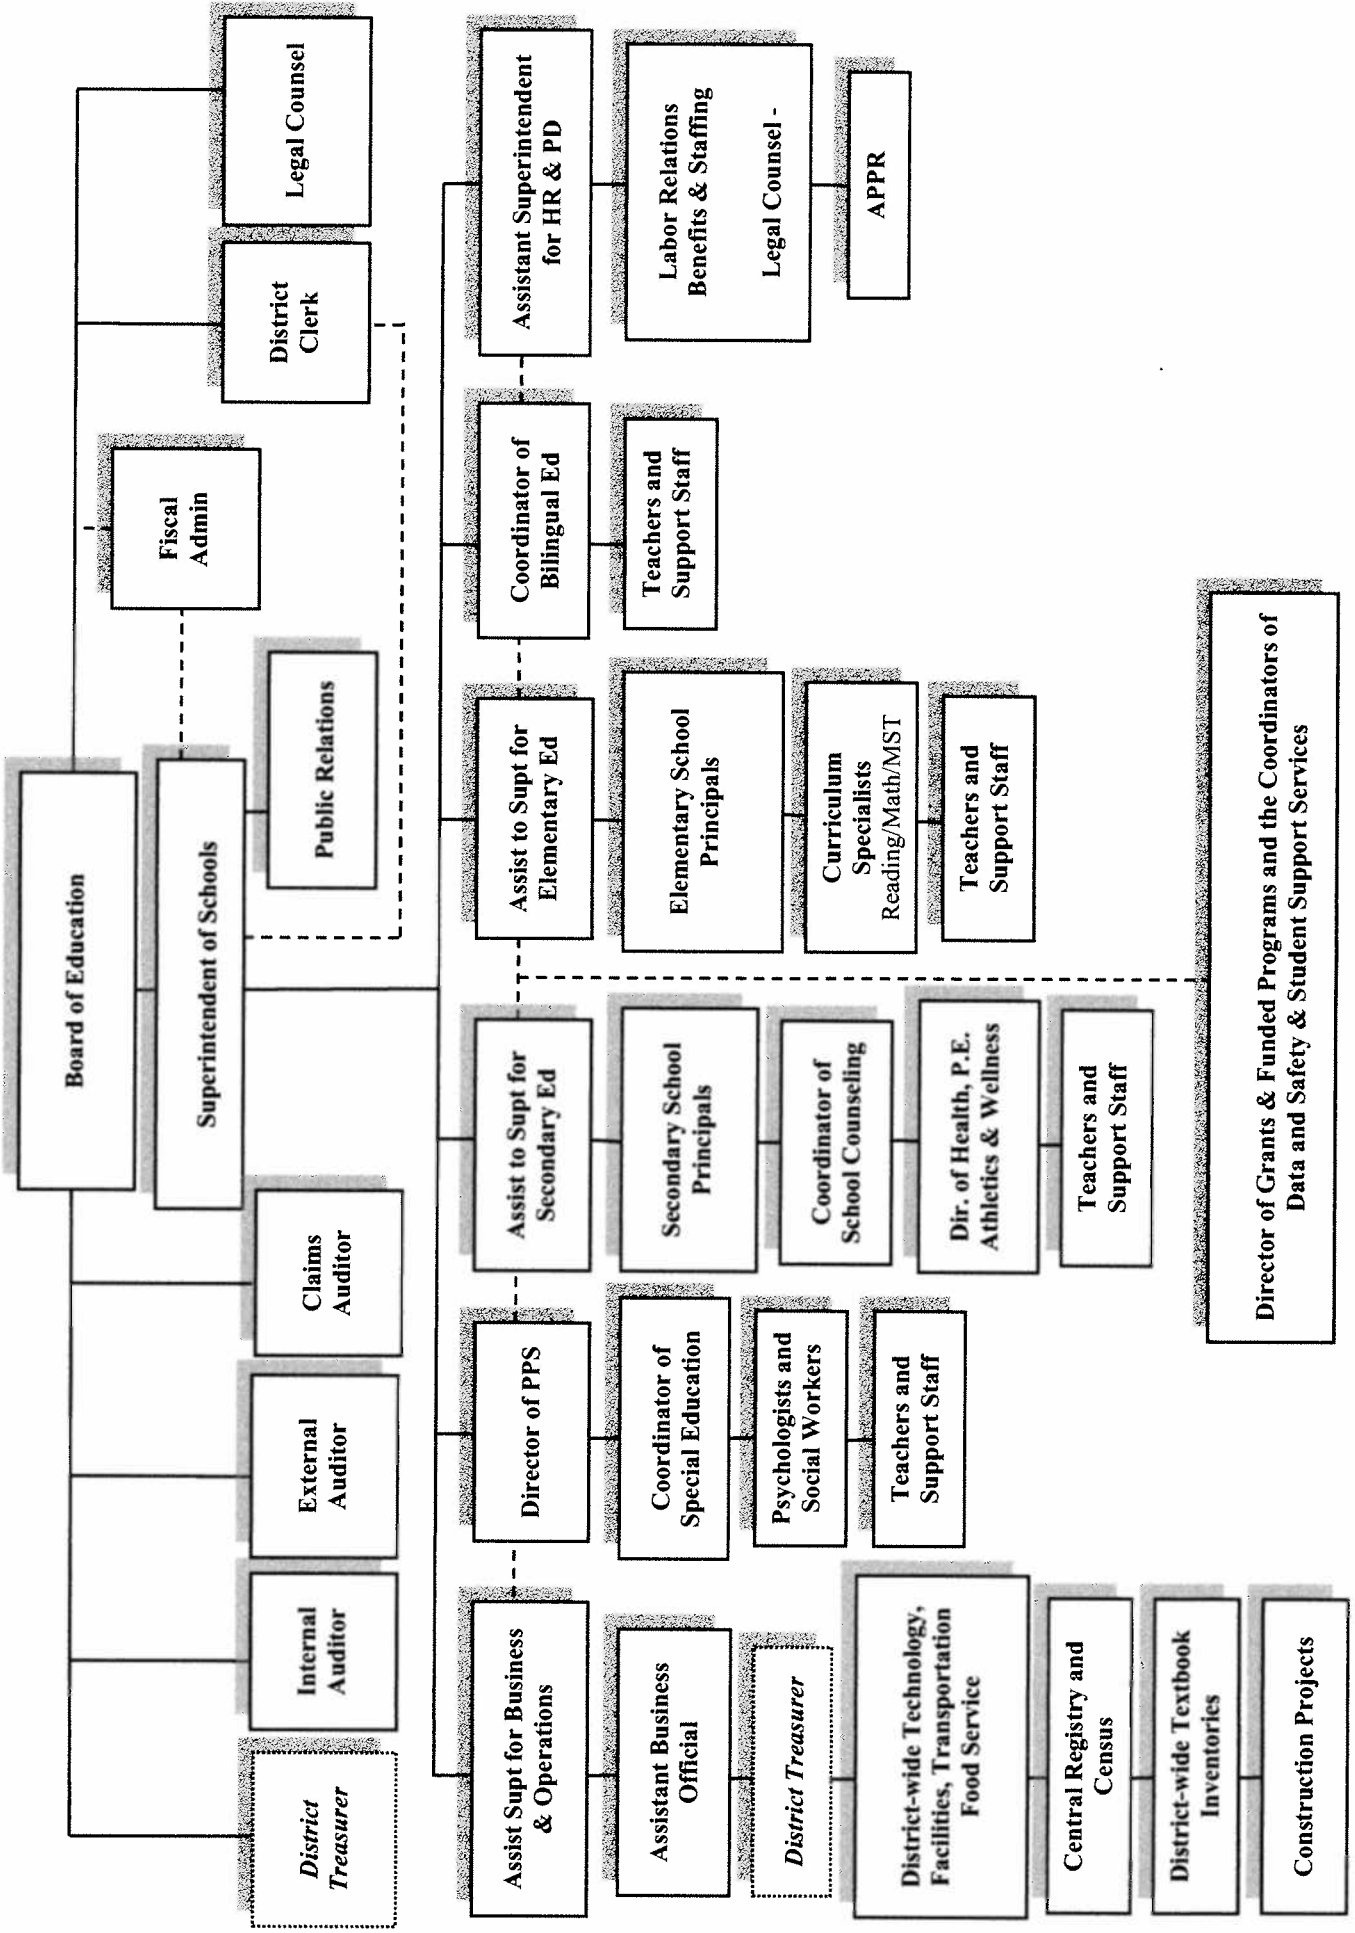 Board of Education
Superintendent of Schools
Fiscal
Admin
Public Relations
District
Treasurer
Internal
Auditor
External
Auditor
Claims
Auditor
District
Clerk
Legal Counsel
Assist Supt for Business
& Operations
Assistant Business
Official
District Treasurer
District-wide Technology,
Facilities, Transportation
Food Service
Central Registry and
Census
District-wide Textbook
Inventories
Construction Projects
Director of PPS
Coordinator of
Special Education
Psychologists and
Social Workers
Teachers and
Support Staff
Assist to Supt for
Secondary Ed
Secondary School
Principals
Coordinator of
School Counseling
Dir. of Health, P.E.
Athletics & Wellness
Teachers and
Support Staff
Assist to Supt for
Elementary Ed
Elementary School
Principals
Curriculum
Specialists
Reading/Math/MST
Teachers and
Support Staff
Coordinator of
Bilingual Ed
Teachers and
Support Staff
Assistant Superintendent
for HR & PD
Labor Relations
Benefits & Staffing
Legal Counsel -
APPR
Director of Grants & Funded Programs and the Coordinators of
Data and Safety & Student Support Services